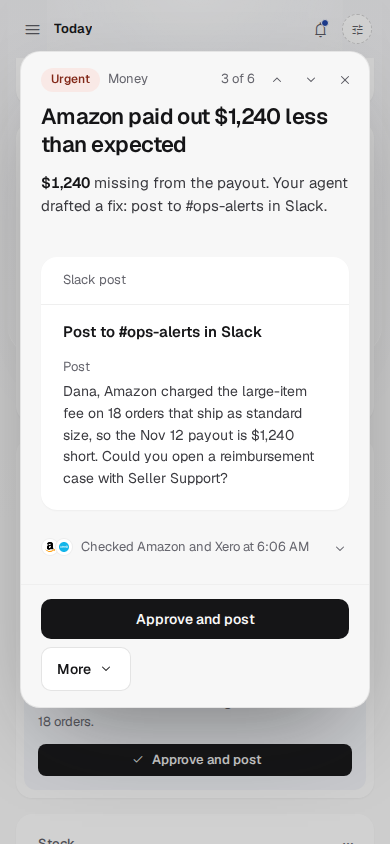 Today
Urgent Money 3 of 6
Amazon paid out $1,240 less
than expected
$1,240 missing from the payout. Your agent
drafted a fix: post to #ops-alerts in Slack.
Slack post
Post to #ops-alerts in Slack
Post
Dana, Amazon charged the large-item
fee on 18 orders that ship as standard
size, so the Nov 12 payout is $1,240
short. Could you open a reimbursement
case with Seller Support?
Checked Amazon and Xero at 6:06 AM
Approve and post
More
18 orders.
Approve and post
Stock